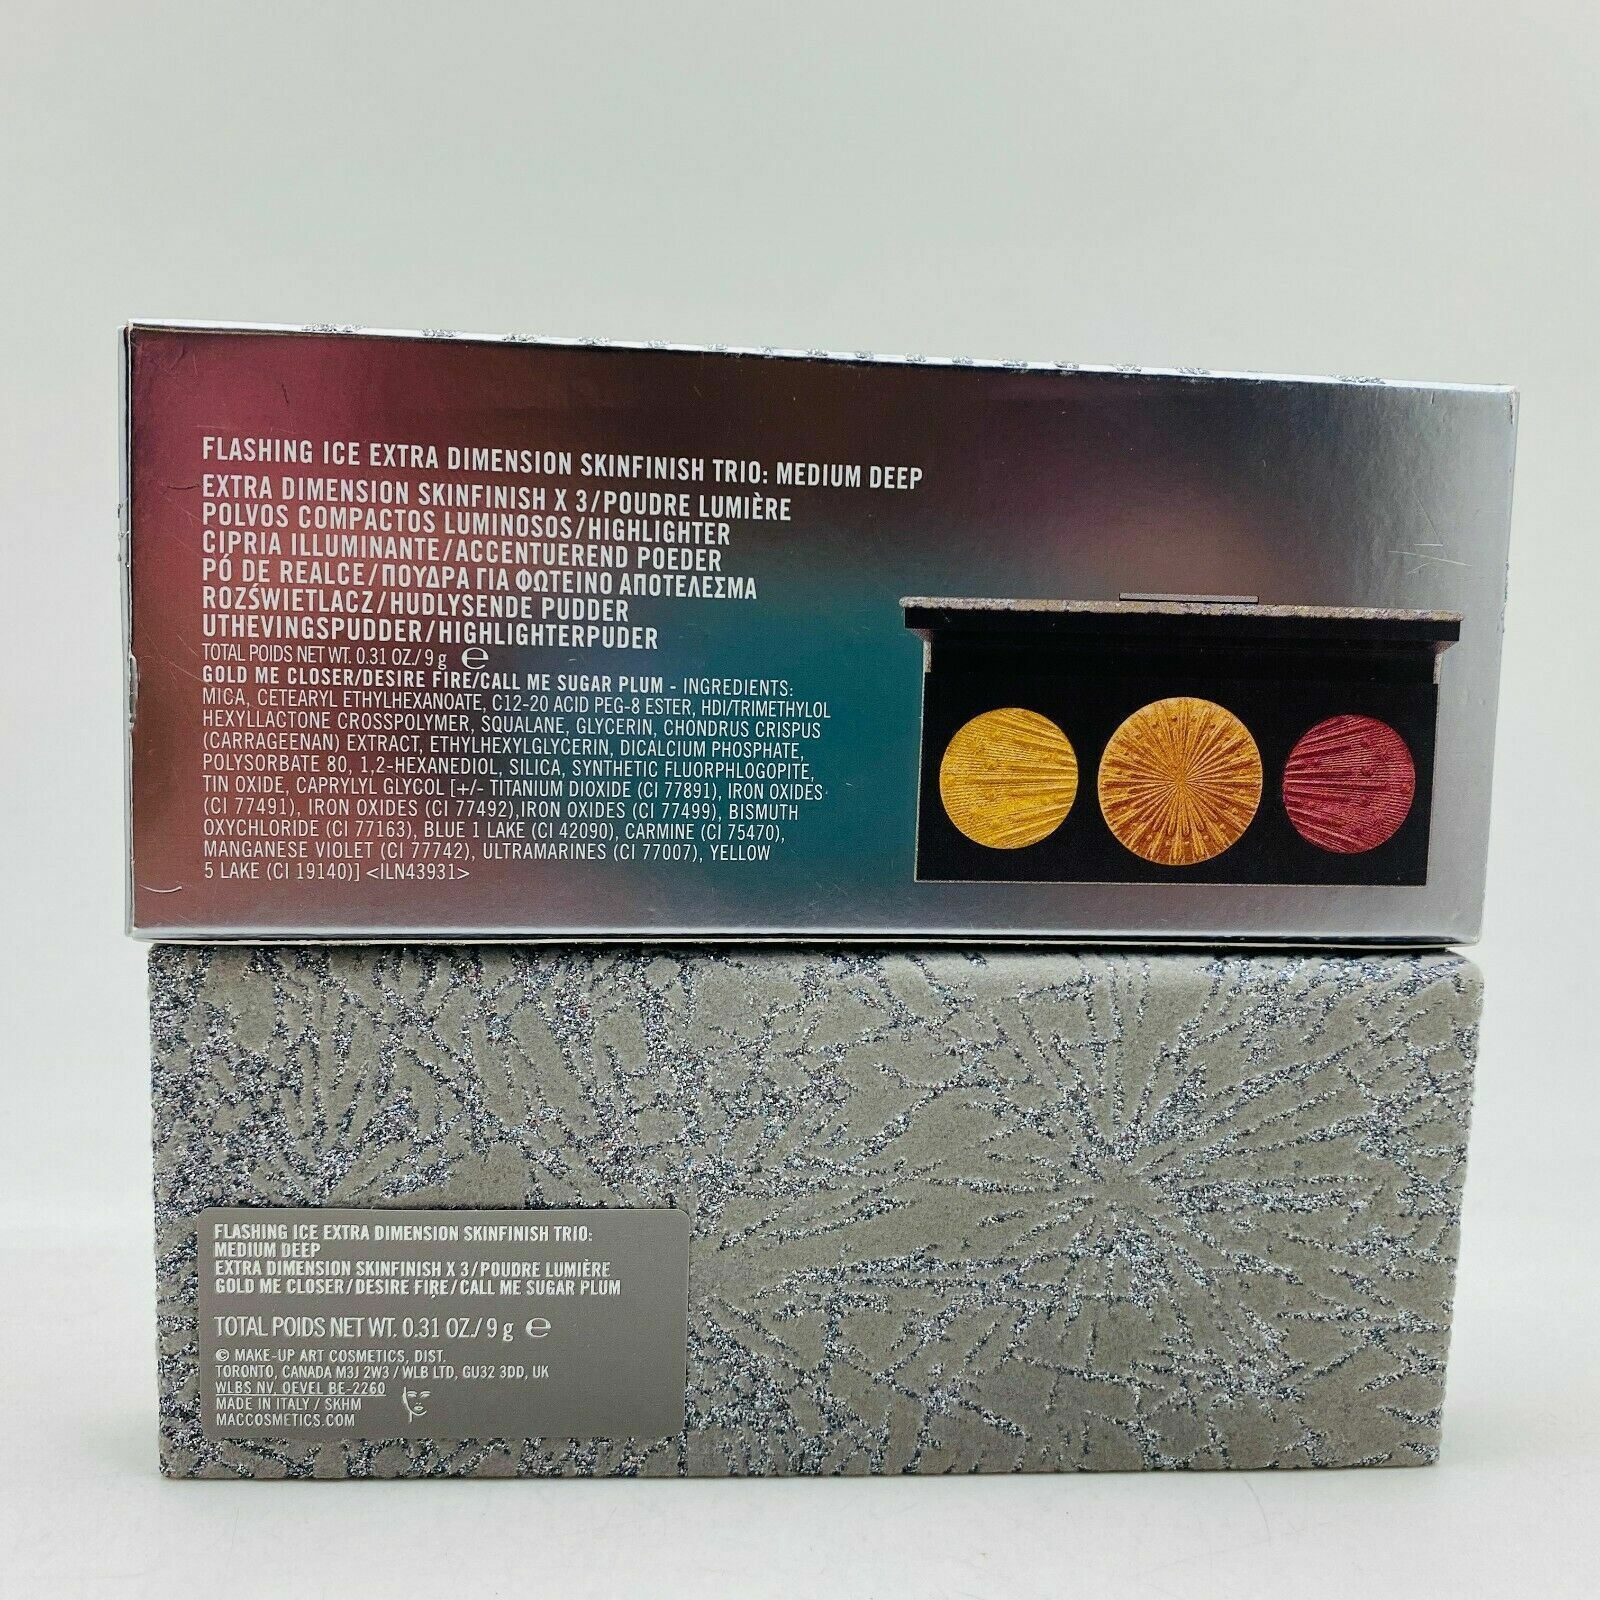 FLASHING ICE EXTRA DIMENSION SKINFINISH TRIO: MEDIUM DEEP
EXTRA DIMENSION SKINFINISH X 3/POUDRE LUMIÈRE
POLVOS COMPACTOS LUMINOSOS/HIGHLIGHTER
CIPRIA ILLUMINANTE/ACCENTUEREND POEDER
PÓ DE REALCE/ΠΟΥΔΡΑ ΓΙΑ ΦΩΤΕΙΝΟ ΑΠΟΤΕΛΕΣΜΑ
ROZŚWIETLACZ/HUDLYSENDE PUDDER
UTHEVINGSPUDDER/HIGHLIGHTERPUDER
TOTAL POIDS NET WT. 0.31 OZ./9 g ℮
GOLD ME CLOSER/DESIRE FIRE/CALL ME SUGAR PLUM - INGREDIENTS:
MICA, CETEARYL ETHYLHEXANOATE, C12-20 ACID PEG-8 ESTER, HDI/TRIMETHYLOL
HEXYLLACTONE CROSSPOLYMER, SQUALANE, GLYCERIN, CHONDRUS CRISPUS
(CARRAGEENAN) EXTRACT, ETHYLHEXYLGLYCERIN, DICALCIUM PHOSPHATE,
POLYSORBATE 80, 1,2-HEXANEDIOL, SILICA, SYNTHETIC FLUORPHLOGOPITE,
TIN OXIDE, CAPRYLYL GLYCOL [+/- TITANIUM DIOXIDE (CI 77891), IRON OXIDES
(CI 77491), IRON OXIDES (CI 77492),IRON OXIDES (CI 77499), BISMUTH
OXYCHLORIDE (CI 77163), BLUE 1 LAKE (CI 42090), CARMINE (CI 75470),
MANGANESE VIOLET (CI 77742), ULTRAMARINES (CI 77007), YELLOW
5 LAKE (CI 19140)] <ILN43931>
FLASHING ICE EXTRA DIMENSION SKINFINISH TRIO:
MEDIUM DEEP
EXTRA DIMENSION SKINFINISH X 3/POUDRE LUMIÈRE
GOLD ME CLOSER/DESIRE FIRE/CALL ME SUGAR PLUM
TOTAL POIDS NET WT. 0.31 OZ./9 g ℮
© MAKE-UP ART COSMETICS, DIST.
TORONTO, CANADA M3J 2W3 / WLB LTD, GU32 3DD, UK
WLBS NV, OEVEL BE-2260
MADE IN ITALY / SKHM
MACCOSMETICS.COM